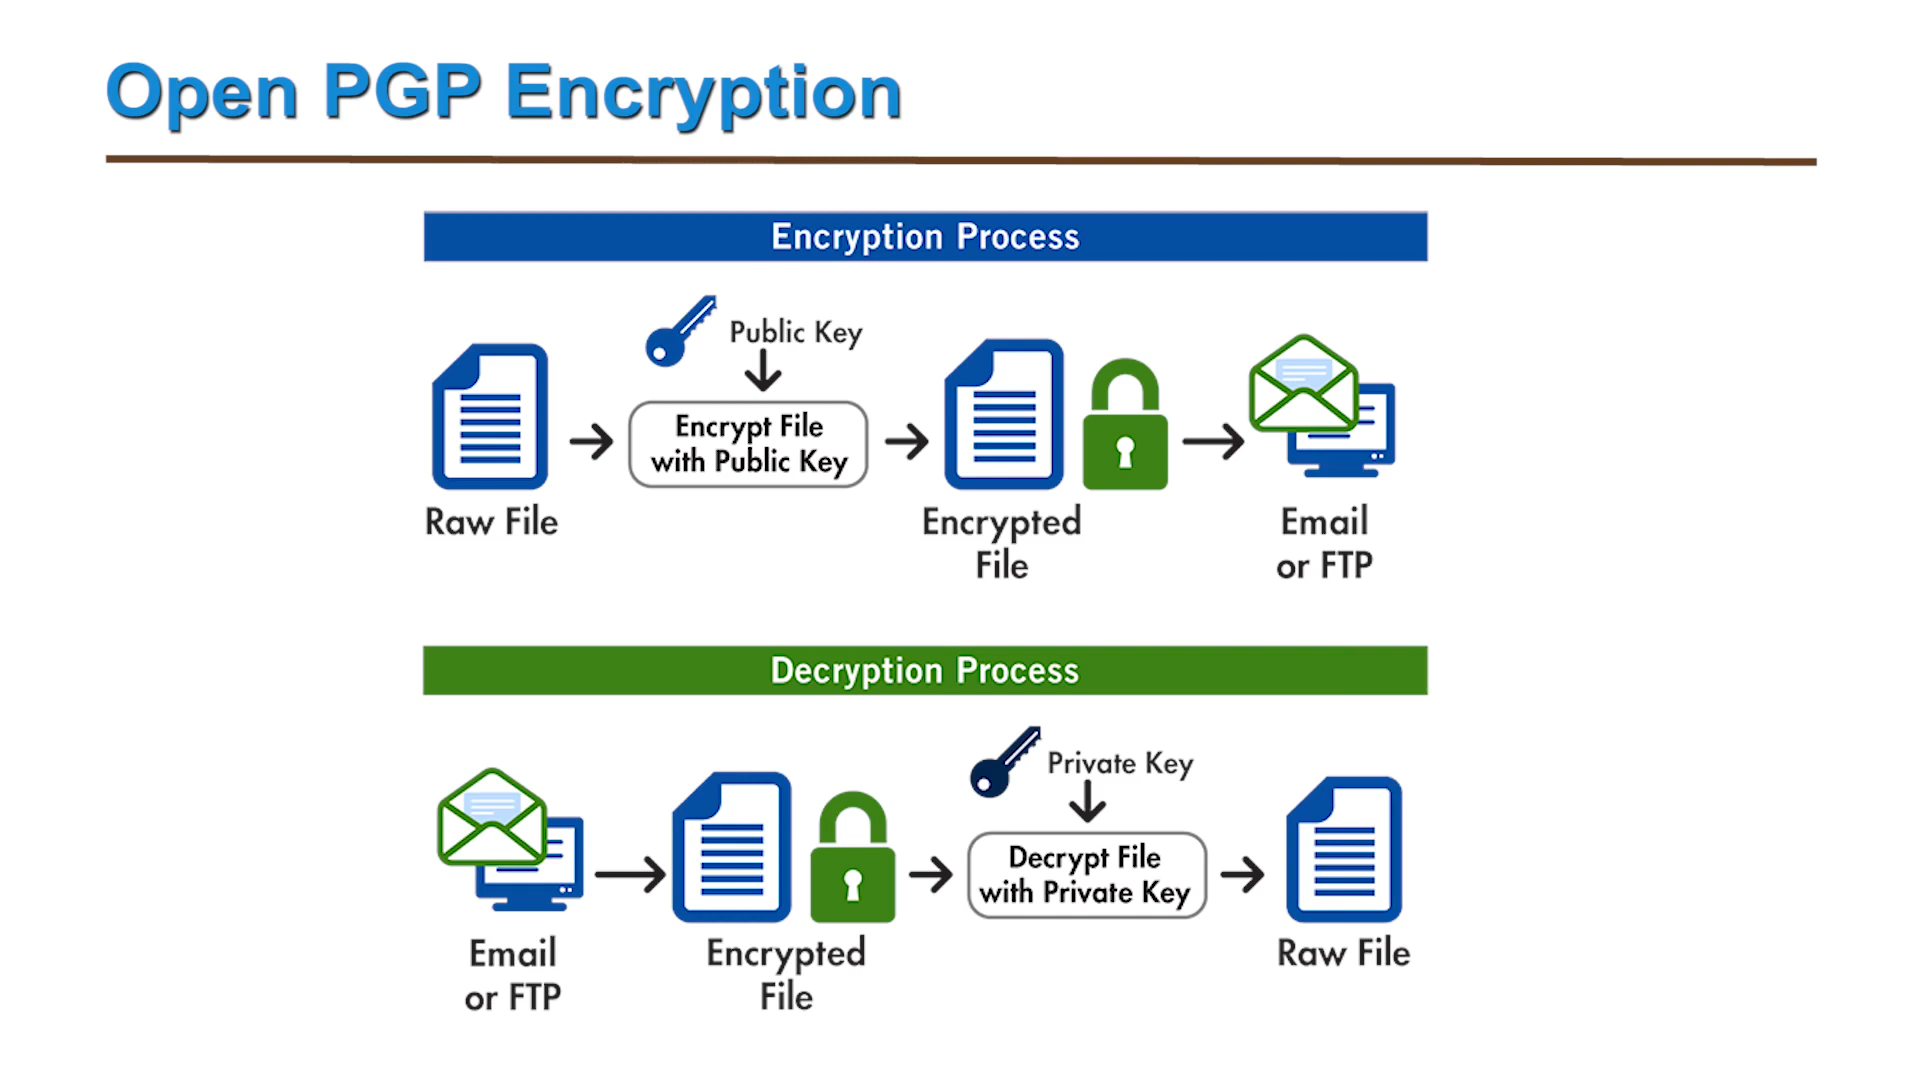 Open PGP Encryption
Encryption Process
Public Key
Encrypt File
with Public Key
Raw File
Encrypted
File
Email
or FTP
Decryption Process
Private Key
Decrypt File
with Private Key
Email
or FTP
Encrypted
File
Raw File